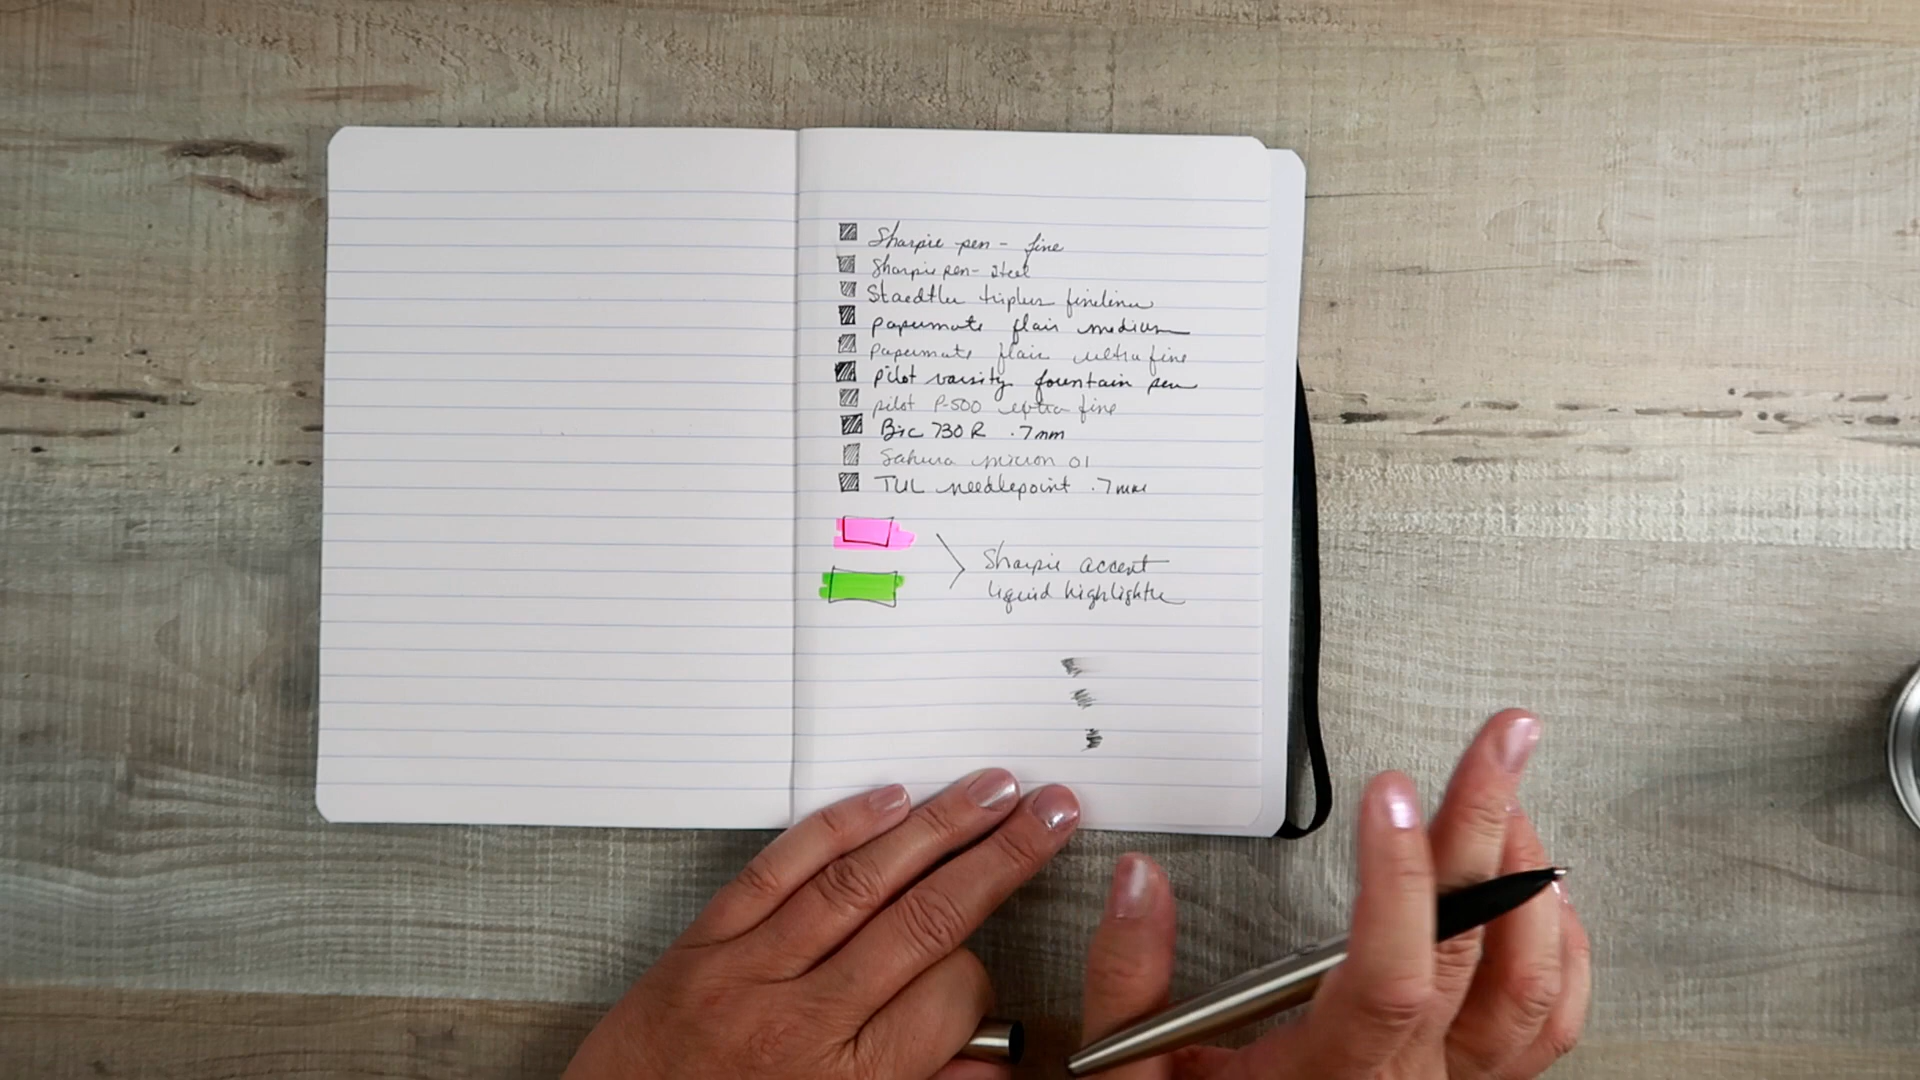 Sharpie pen - fine
Sharpie pen - steel
Staedtler triplus fineliner
papermate flair medium
papermate flair ultra fine
pilot varsity fountain pen
pilot P-500 extra fine
Bic 730 R .7mm
Sakura micron 01
TUL needlepoint .7mm
Sharpie accent
liquid highlighter